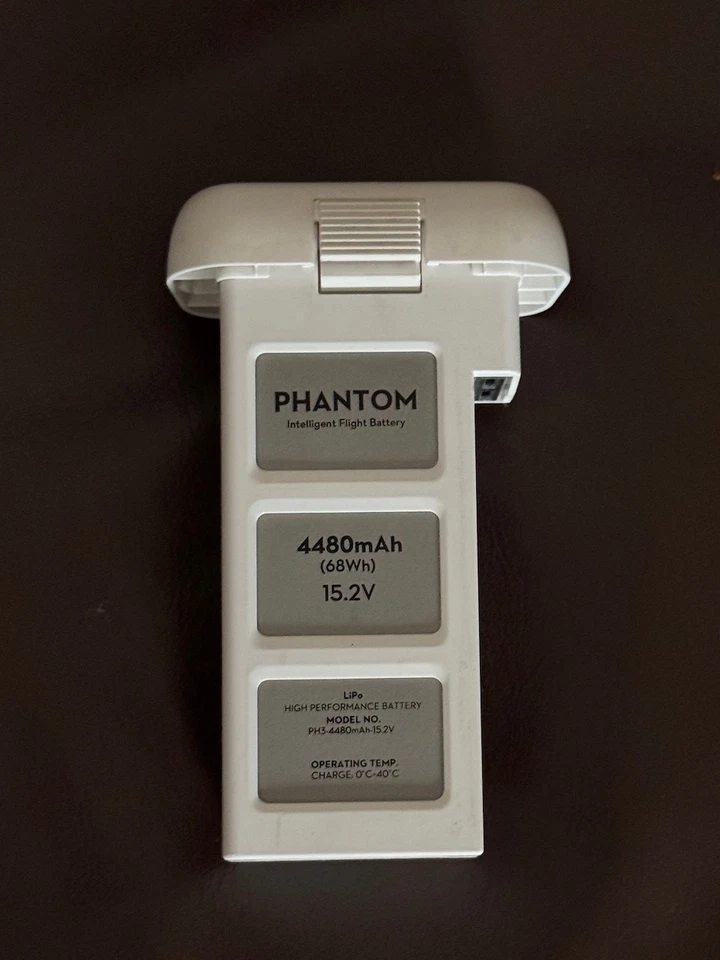 PHANTOM
Intelligent Flight Battery
4480mAh
(68Wh)
15.2V
LiPo
HIGH PERFORMANCE BATTERY
MODEL NO.
PH3-4480mAh-15.2V
OPERATING TEMP.
CHARGE: 0°C-40°C